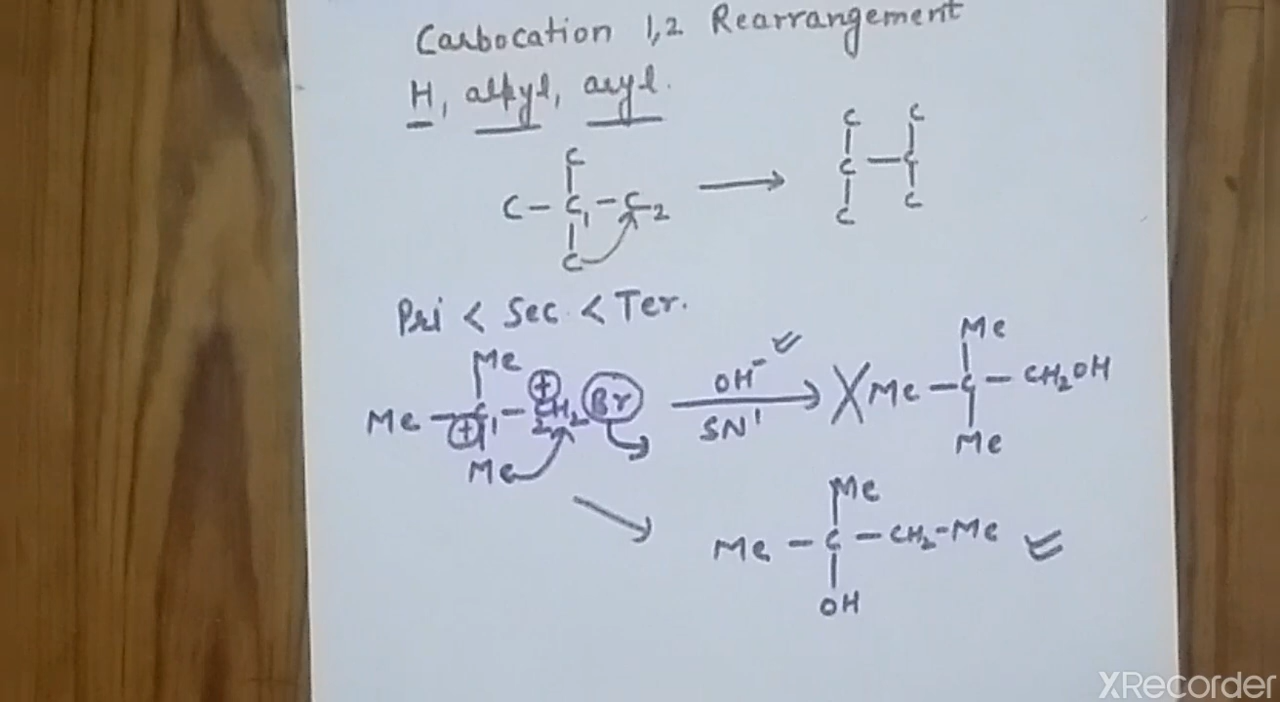 Carbocation 1,2 Rearrangement
H, alkyl, aryl.
C
C – C1 – C2
C
→
C C
C – C
C C
Pri < Sec. < Ter.
Me
Me – C1 – CH2 Br
⊕ ⊕ 2
Me
OH⁻
SN¹
→ X
Me
Me – C – CH2OH
Me
Me
Me – C – CH2–Me
OH
XRecorder